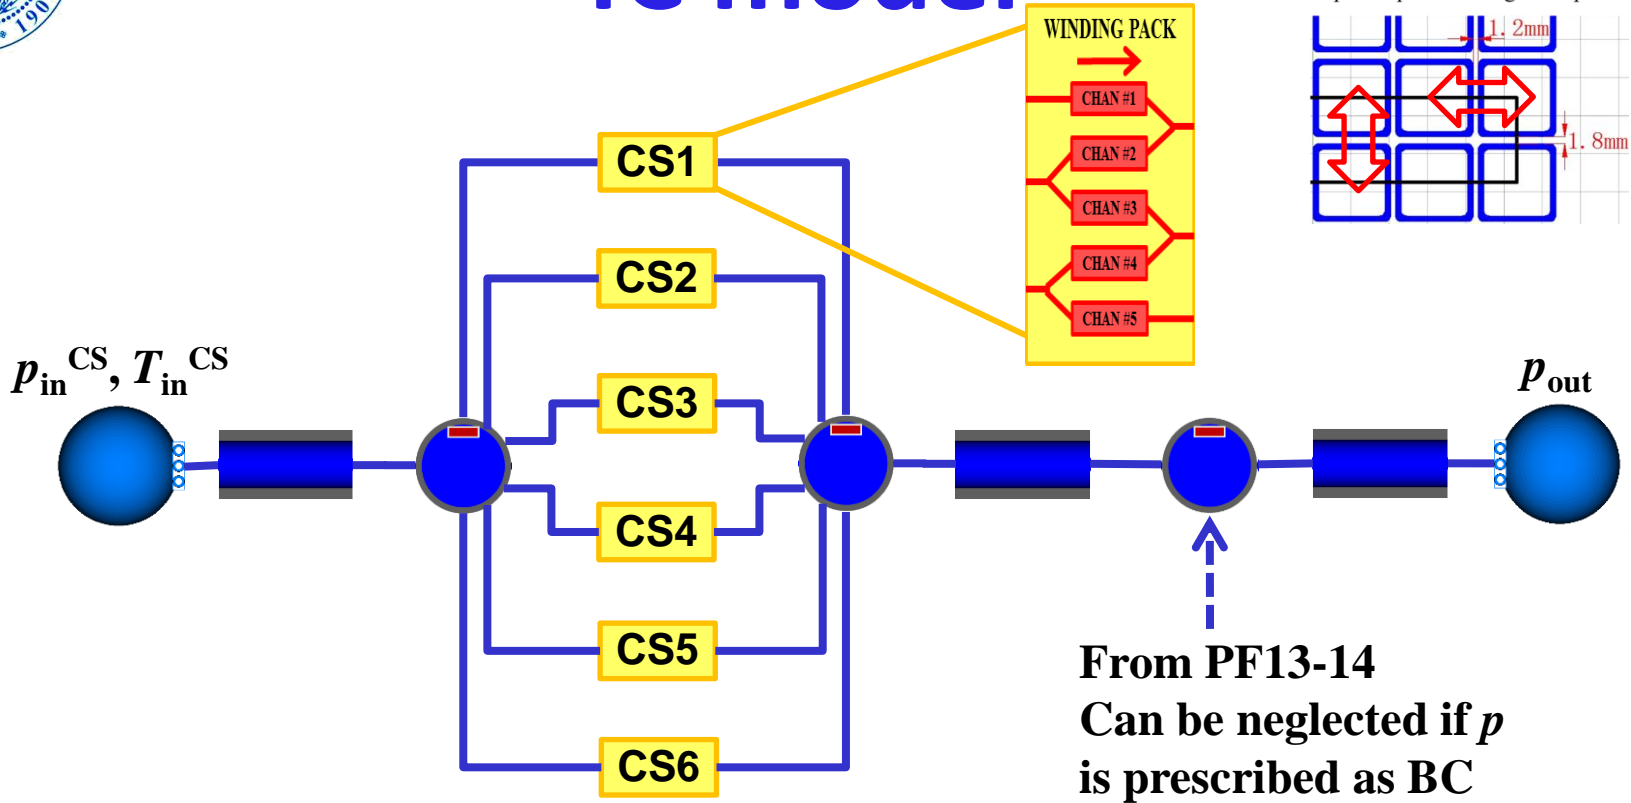 190
WINDING PACK
CHAN #1
CHAN #2
CHAN #3
CHAN #4
CHAN #5
1.2mm
1.8mm
CS1
CS2
CS3
CS4
CS5
CS6
p_in^CS, T_in^CS
p_out
From PF13-14
Can be neglected if p
is prescribed as BC